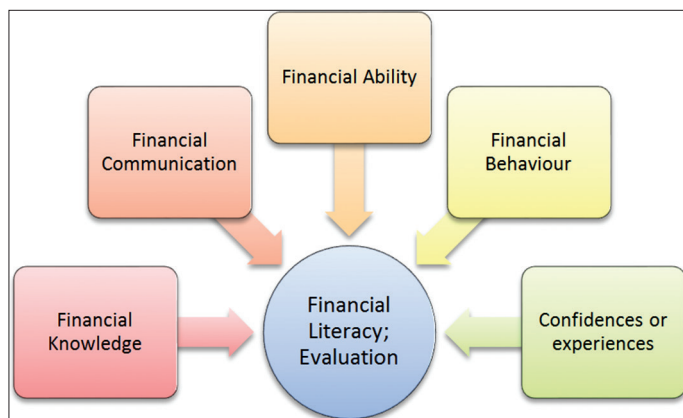 Financial Ability
Financial
Communication
Financial
Behaviour
Financial
Knowledge
Financial
Literacy;
Evaluation
Confidences or
experiences